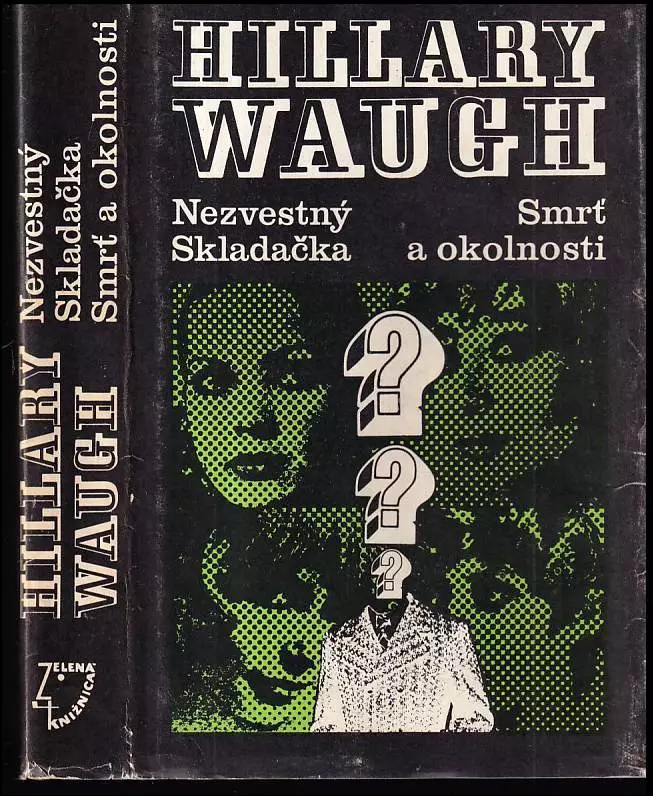 HILLARY
WAUGH
Nezvestný
Skladačka
Smrť
a okolnosti
?
?
?
Nezvestný
Skladačka
Smrť a okolnosti
HILLARY
WAUGH
ZELENÁ
KNIŽNICA